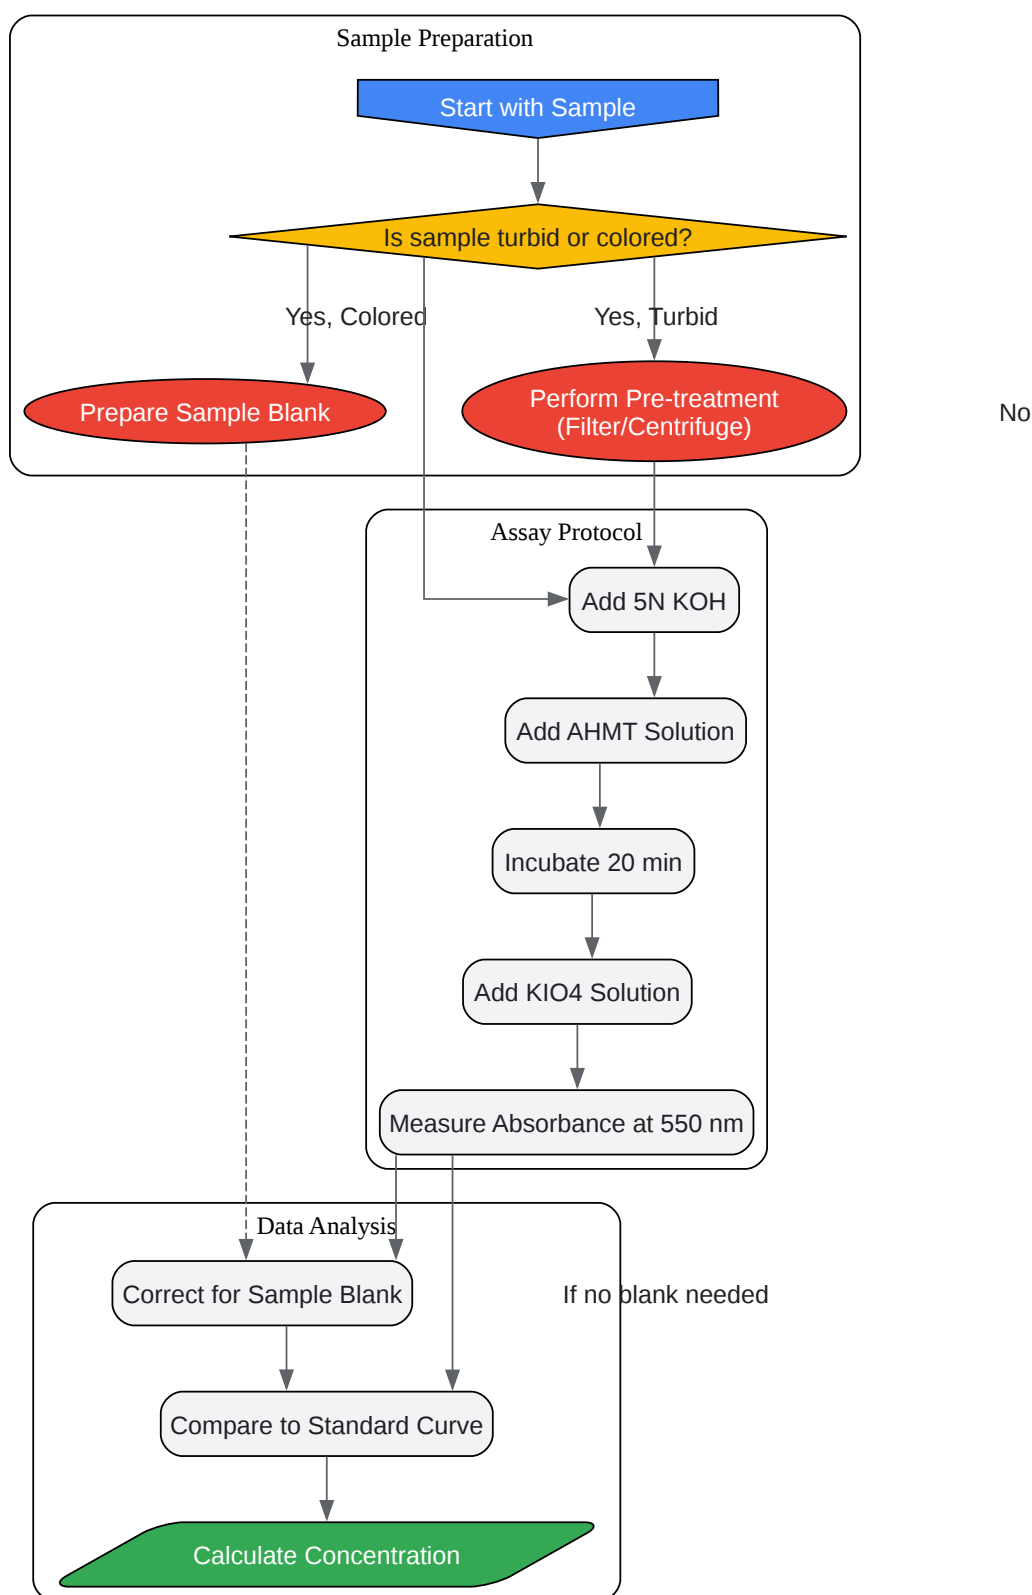 Sample Preparation
Start with Sample
Is sample turbid or colored?
Yes, Colored
Yes, Turbid
Prepare Sample Blank
Perform Pre-treatment
(Filter/Centrifuge)
No
Assay Protocol
Add 5N KOH
Add AHMT Solution
Incubate 20 min
Add KIO4 Solution
Measure Absorbance at 550 nm
Data Analysis
Correct for Sample Blank
If no blank needed
Compare to Standard Curve
Calculate Concentration